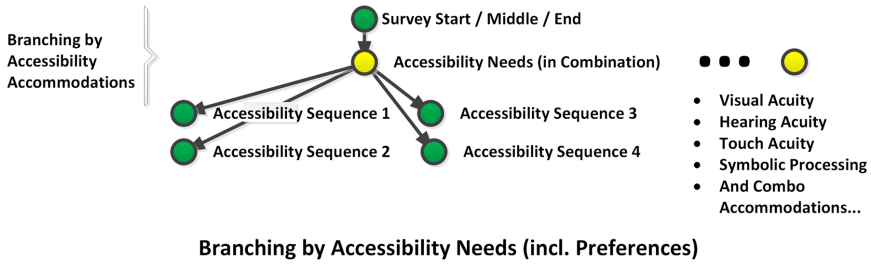 Survey Start / Middle / End
Branching by
Accessibility
Accommodations
Accessibility Needs (in Combination)
Accessibility Sequence 1
Accessibility Sequence 3
Accessibility Sequence 2
Accessibility Sequence 4
• Visual Acuity
• Hearing Acuity
• Touch Acuity
• Symbolic Processing
• And Combo
Accommodations...
Branching by Accessibility Needs (incl. Preferences)